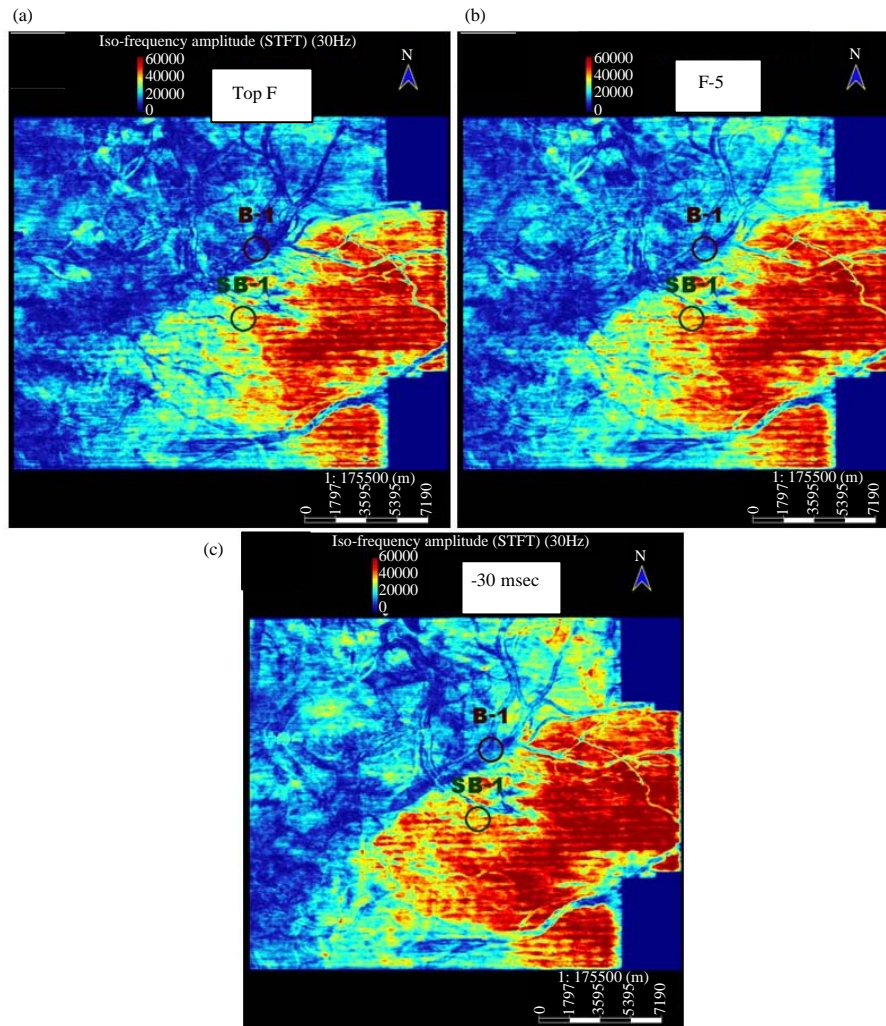 (a)
Iso-frequency amplitude (STFT) (30Hz)
60000
40000
20000
0
Top F
N
B-1
SB-1
1: 175500 (m)
0
1797
3595
5395
7190
(b)
60000
40000
20000
0
F-5
N
B-1
SB-1
1: 175500 (m)
0
1797
3595
5395
7190
(c)
Iso-frequency amplitude (STFT) (30Hz)
60000
40000
20000
0
-30 msec
N
B-1
SB-1
1: 175500 (m)
0
1797
3595
5395
7190